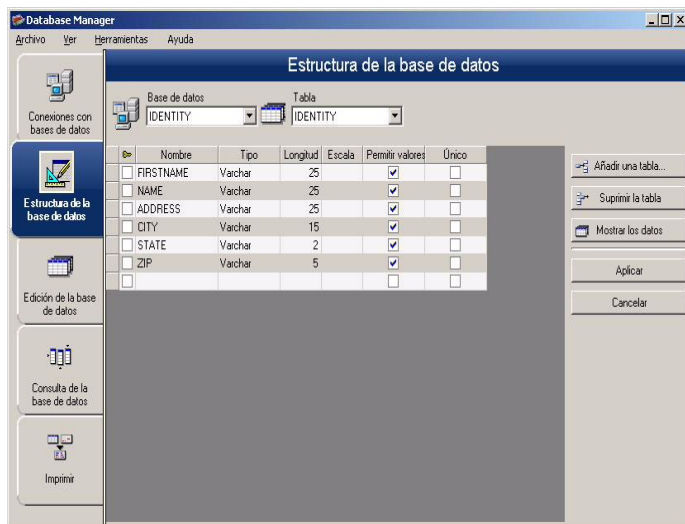 Database Manager
Archivo Ver Herramientas Ayuda
Estructura de la base de datos
Conexiones con
bases de datos
Estructura de la
base de datos
Edición de la base
de datos
Consulta de la
base de datos
Imprimir
Base de datos
IDENTITY
Tabla
IDENTITY
Nombre Tipo Longitud Escala Permitir valores Único
FIRSTNAME Varchar 25
NAME Varchar 25
ADDRESS Varchar 25
CITY Varchar 15
STATE Varchar 2
ZIP Varchar 5
Añadir una tabla...
Suprimir la tabla
Mostrar los datos
Aplicar
Cancelar